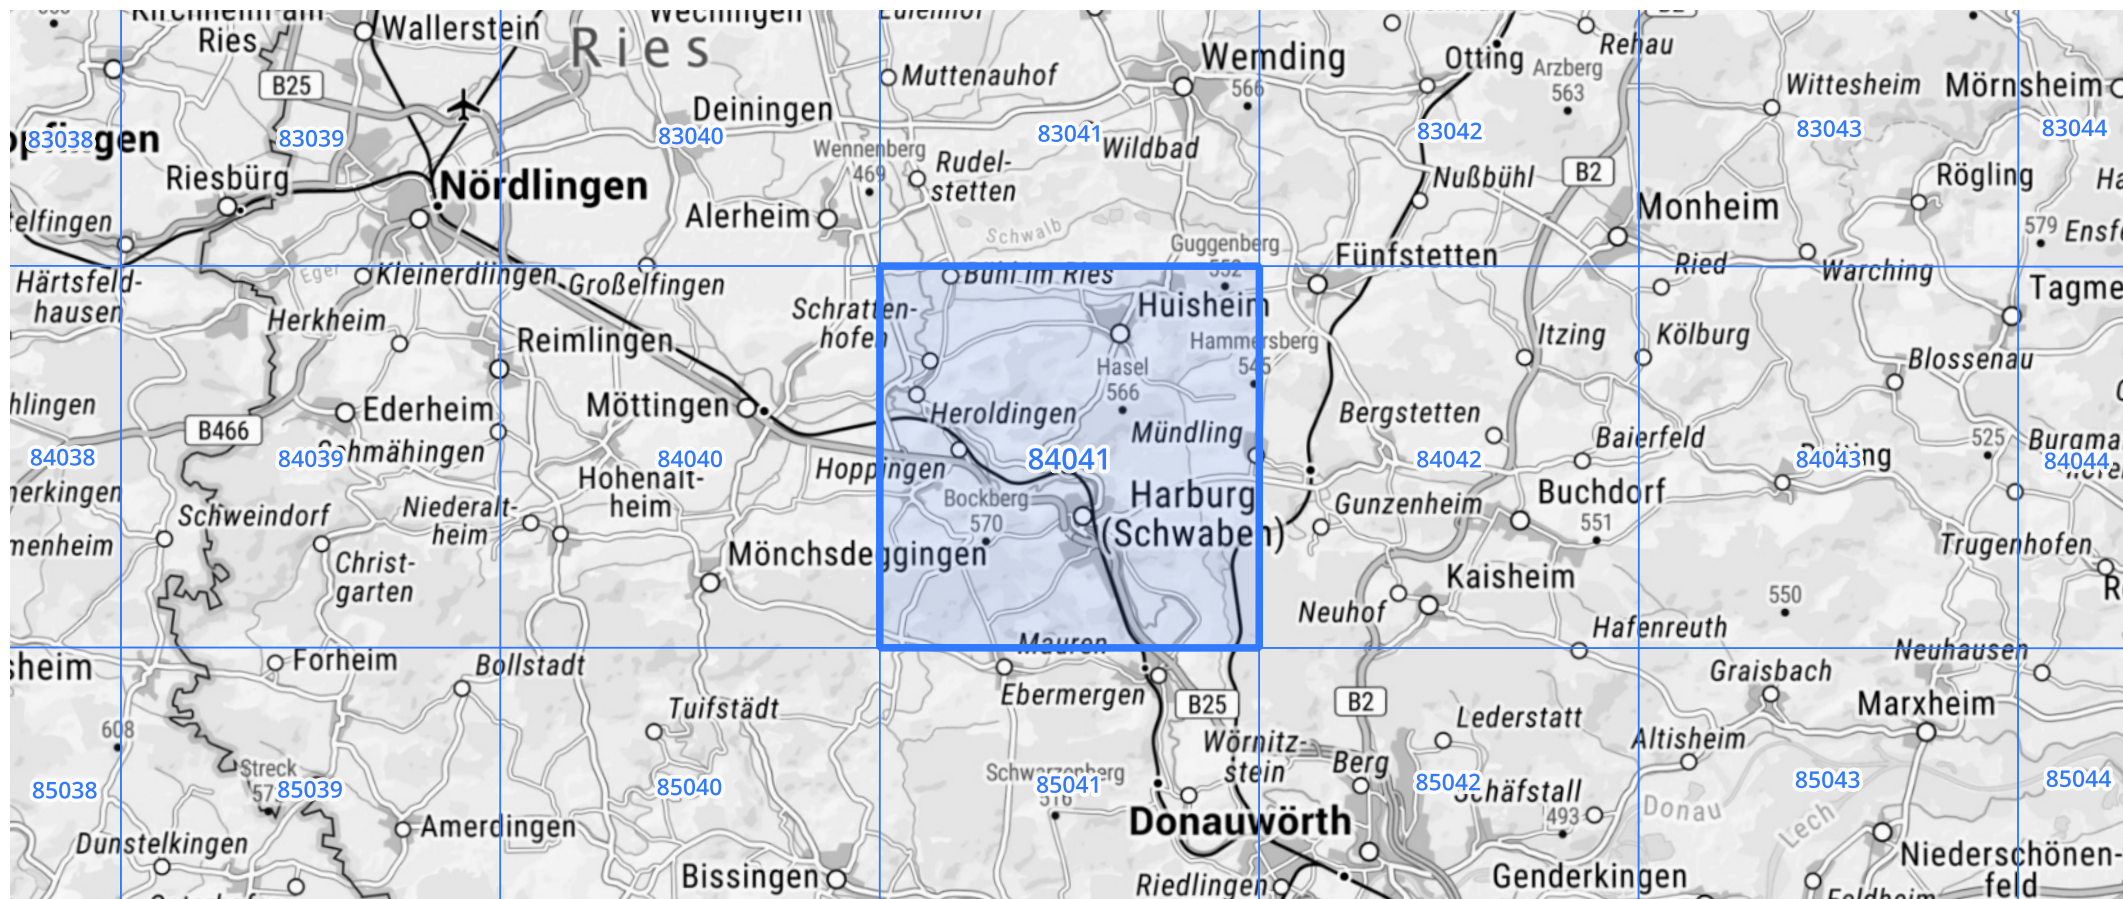 Ries
Wallerstein
Ries
Wemding
566
Otting
Arzberg
563
Rehau
Wittesheim
Mörnsheim
B25
Muttenauhof
Deiningen
83038
83039
83040
83041
83042
83043
83044
Wennenberg
469
Rudel-
stetten
Wildbad
Riesbürg
Nördlingen
Nußbühl
B2
Rögling
Monheim
Alerheim
Schwalb
579
Guggenberg
552
Fünfstetten
Ried
Warching
Härtsfeld-
hausen
Eger
Kleinerdlingen
Großelfingen
Bühl im Ries
Huisheim
Herkheim
Reimlingen
Schratten-
hofen
Hammersberg
545
Itzing
Kölburg
Blossenau
Hasel
566
Ederheim
Möttingen
Heroldingen
Mündling
Bergstetten
Baierfeld
525
B466
84038
84039
84040
Hoppingen
84041
84042
84043
84044
Hohenalt-
heim
Bockberg
570
Harburg
(Schwaben)
Gunzenheim
Buchdorf
551
Schweindorf
Niederalt-
heim
Christ-
garten
Mönchsdeggingen
Trugenhofen
Kaisheim
Neuhof
550
Hafenreuth
Mauren
Neuhausen
Forheim
Bollstadt
Ebermergen
B25
B2
Graisbach
Marxheim
608
Tuifstädt
Lederstatt
Altisheim
Wörnitz-
stein
Berg
Streck
85038
85039
85040
Schwarzenberg
516
85041
85042
85043
85044
Schäfstall
493
Donau
Lech
Donauwörth
Dunstelkingen
Amerdingen
Bissingen
Riedlingen
Genderkingen
Niederschönen-
feld